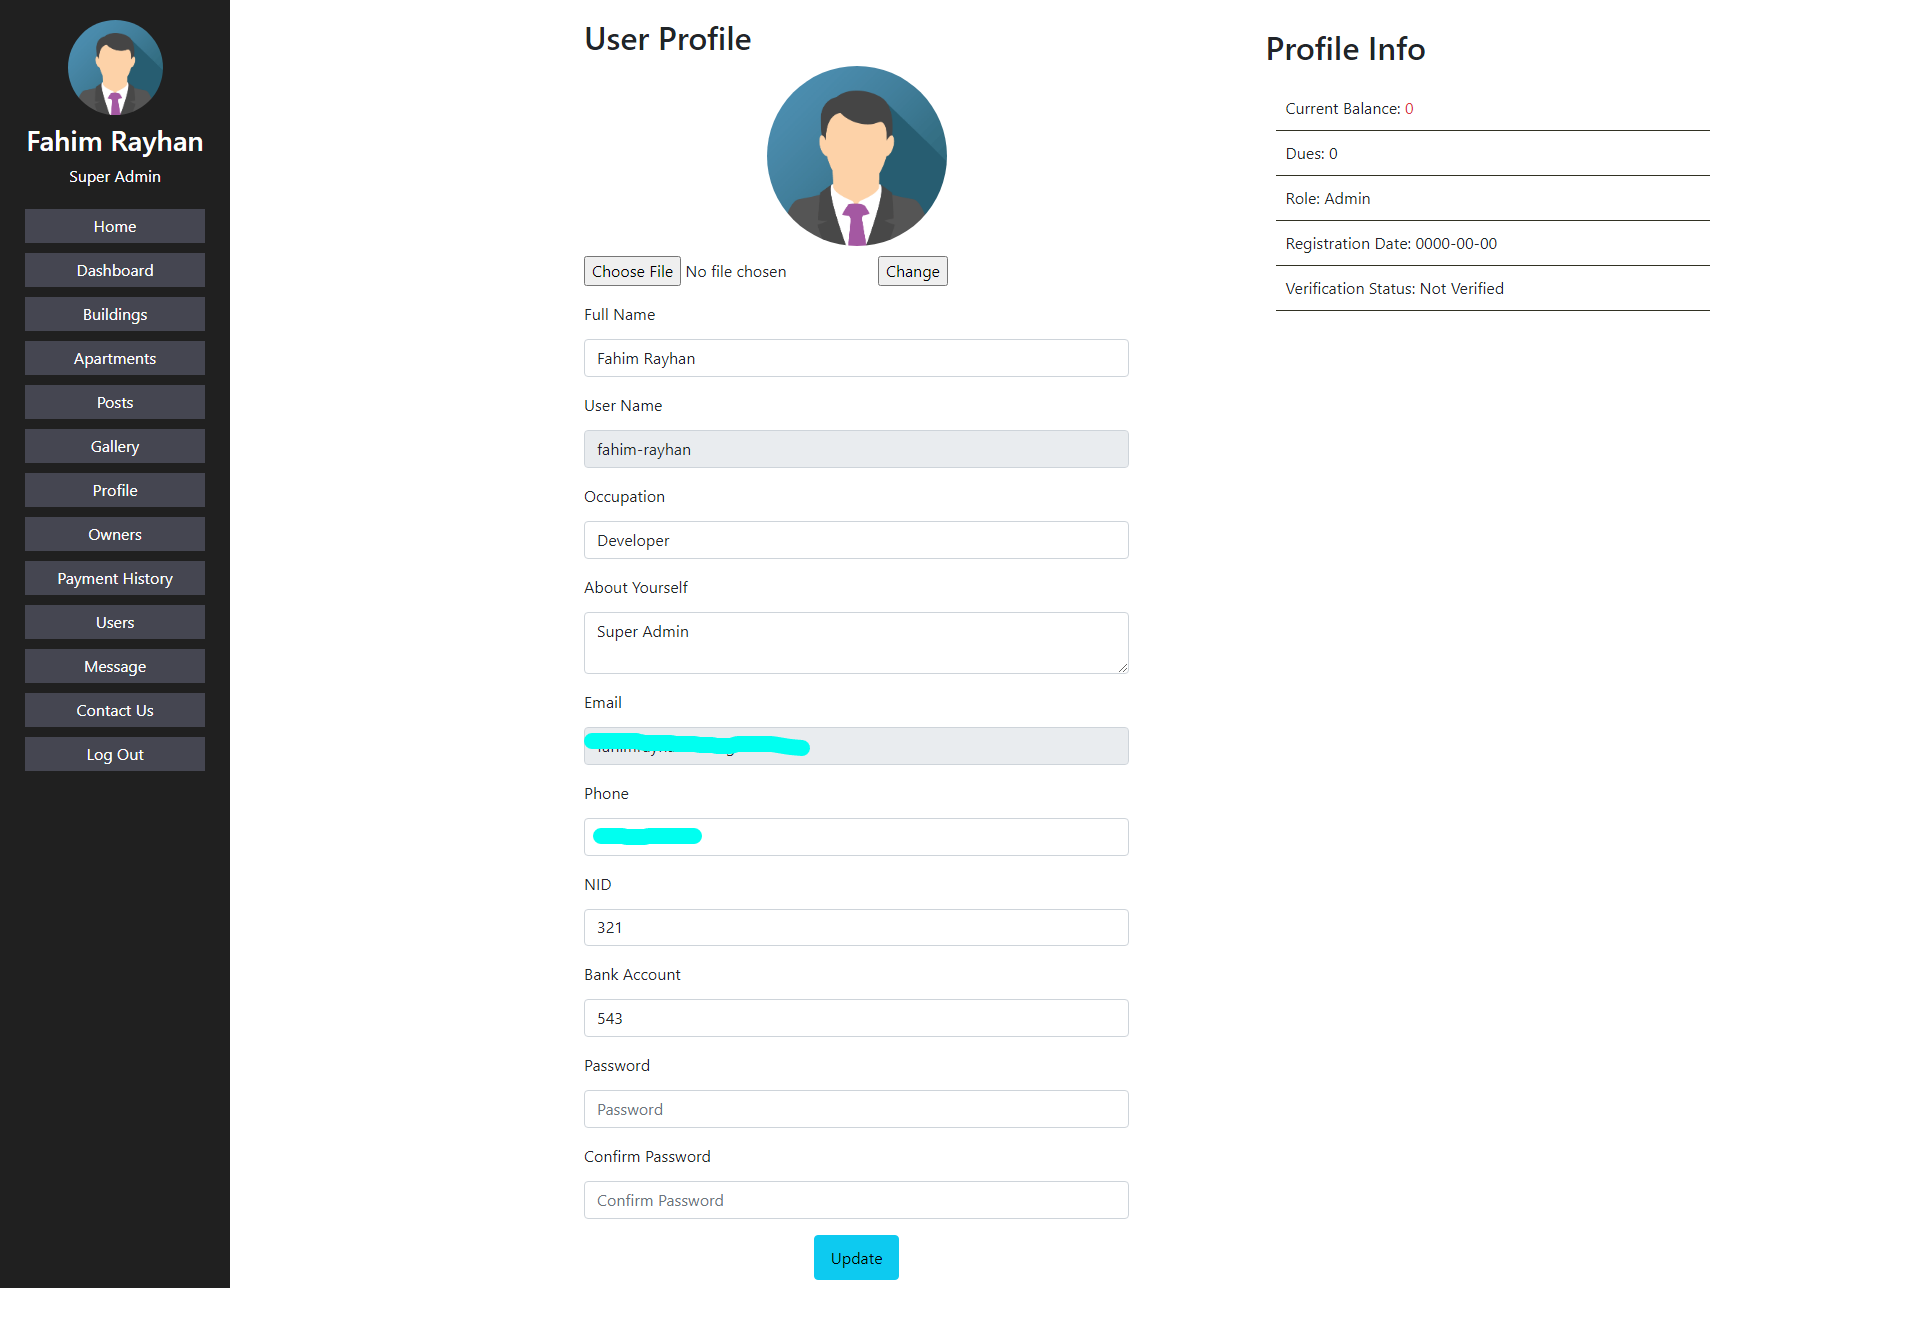 Fahim Rayhan
Super Admin
Home
Dashboard
Buildings
Apartments
Posts
Gallery
Profile
Owners
Payment History
Users
Message
Contact Us
Log Out
User Profile
Choose File No file chosen
Change
Full Name
Fahim Rayhan
User Name
fahim-rayhan
Occupation
Developer
About Yourself
Super Admin
Email
Phone
NID
321
Bank Account
543
Password
Password
Confirm Password
Confirm Password
Update
Profile Info
Current Balance: 0
Dues: 0
Role: Admin
Registration Date: 0000-00-00
Verification Status: Not Verified